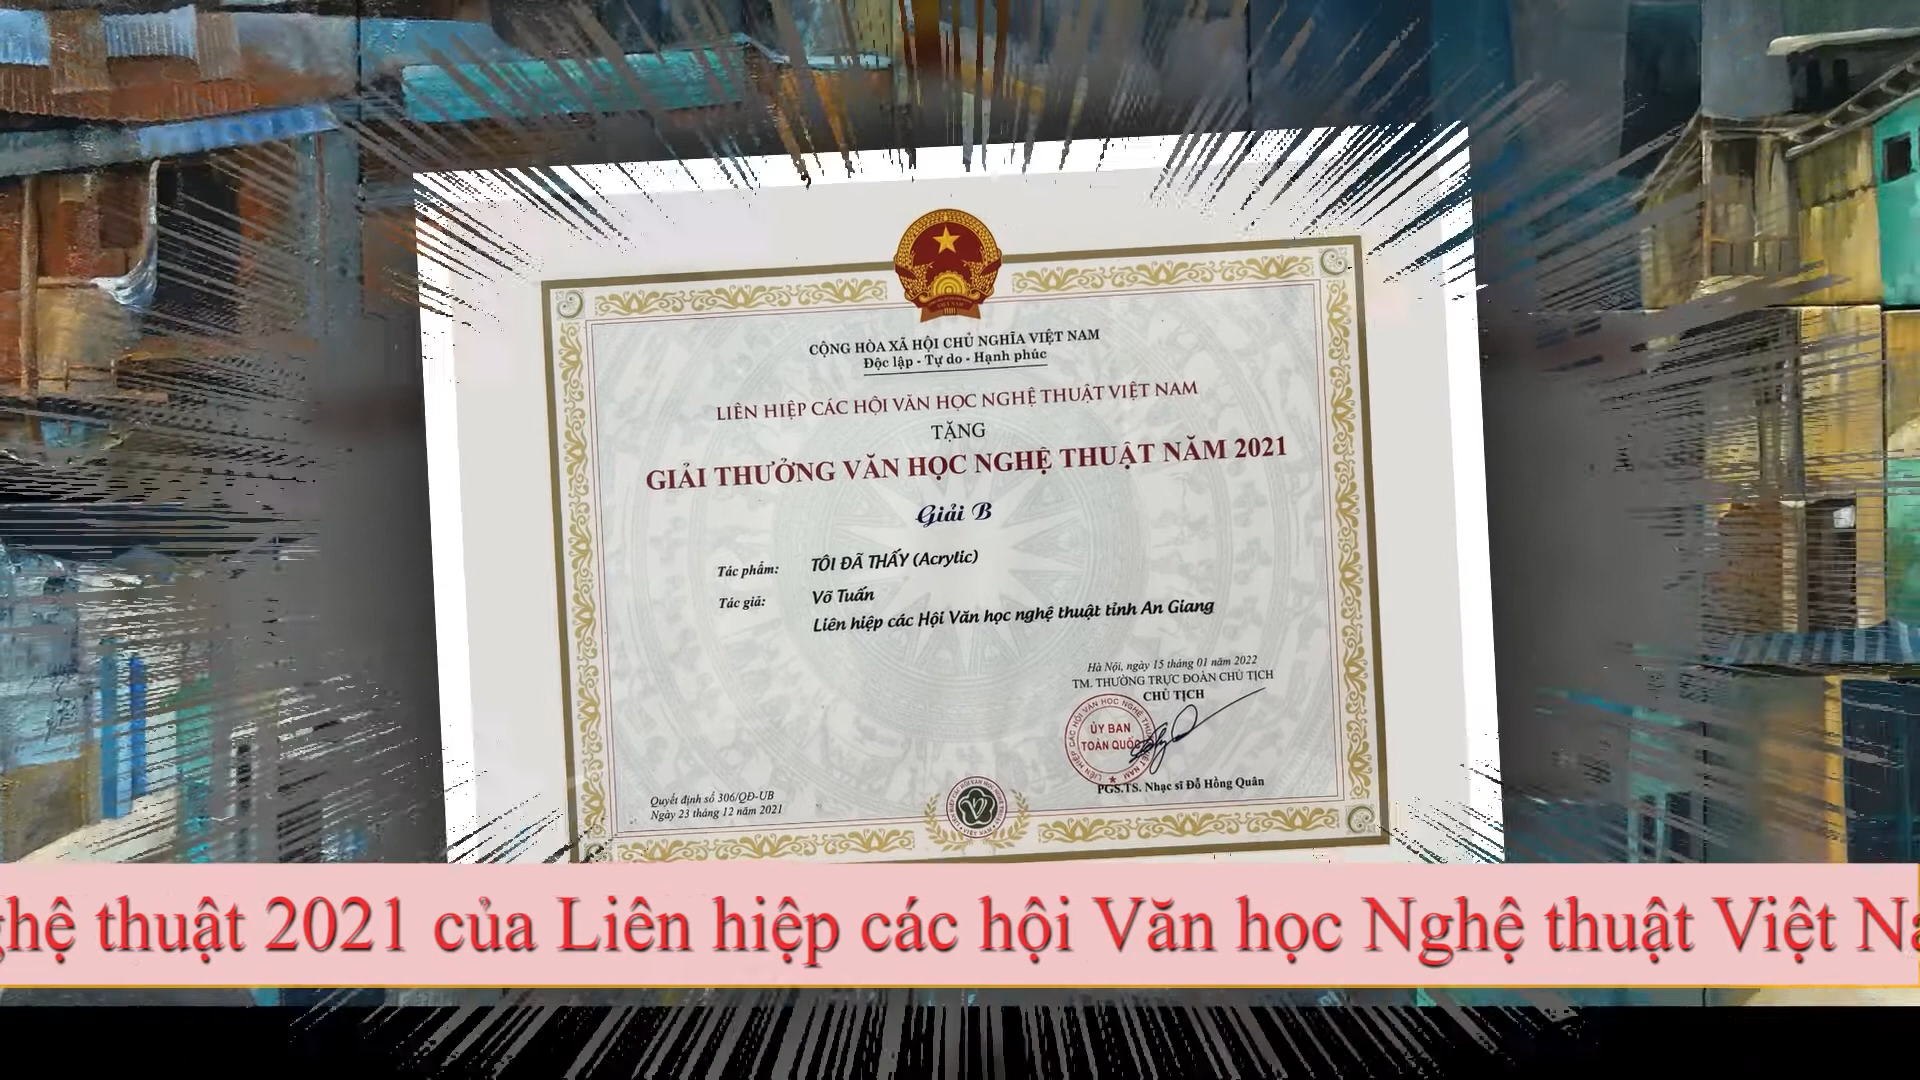 CỘNG HÒA XÃ HỘI CHỦ NGHĨA VIỆT NAM
Độc lập - Tự do - Hạnh phúc
LIÊN HIỆP CÁC HỘI VĂN HỌC NGHỆ THUẬT VIỆT NAM
TẶNG
GIẢI THƯỞNG VĂN HỌC NGHỆ THUẬT NĂM 2021
Giải B
Tác phẩm: TÔI ĐÃ THẤY (Acrylic)
Tác giả: Võ Tuấn
Liên hiệp các Hội Văn học nghệ thuật tỉnh An Giang
Hà Nội, ngày 15 tháng 01 năm 2022
TM. THƯỜNG TRỰC ĐOÀN CHỦ TỊCH
CHỦ TỊCH
ỦY BAN
TOÀN QUỐC
PGS.TS. Nhạc sĩ Đỗ Hồng Quân
Quyết định số 306/QĐ-UB
Ngày 23 tháng 12 năm 2021
thuật 2021 của Liên hiệp các hội Văn học Nghệ thuật Việt